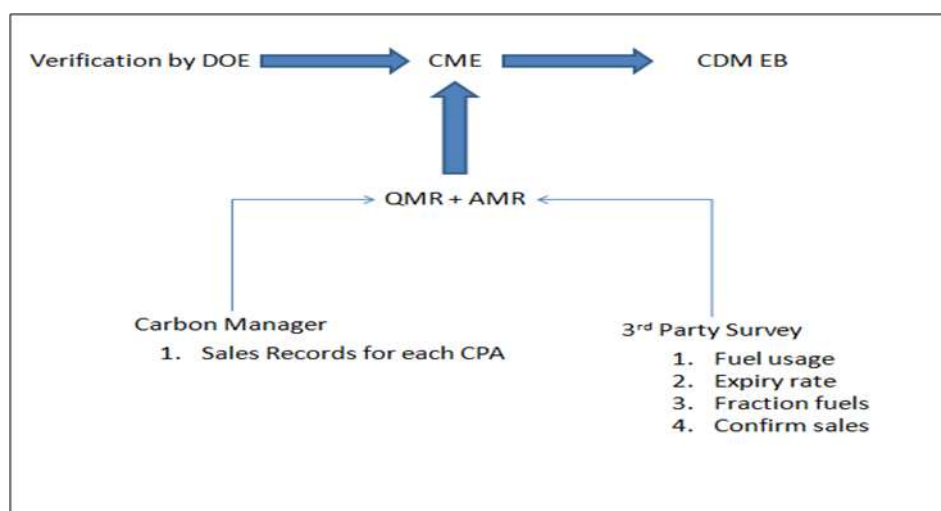 Verification by DOE CME CDM EB
QMR + AMR
Carbon Manager
1. Sales Records for each CPA
3rd Party Survey
1. Fuel usage
2. Expiry rate
3. Fraction fuels
4. Confirm sales